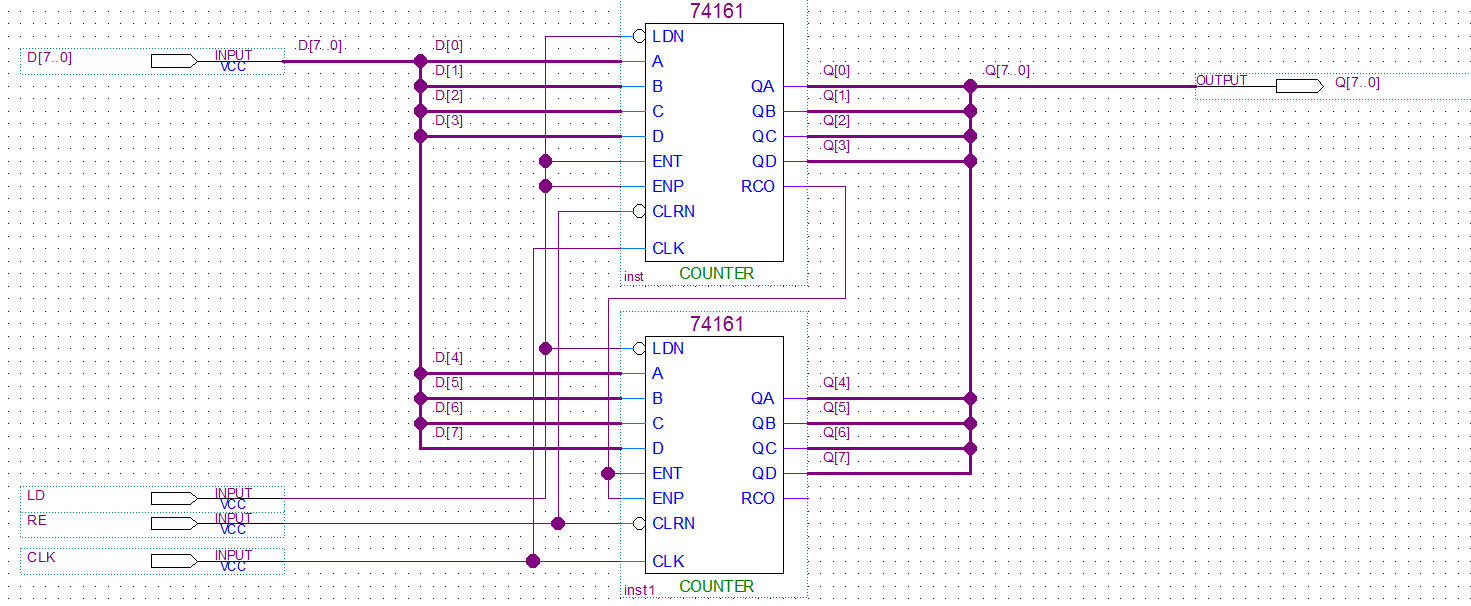 74161
D[7..0]
INPUT
VCC
D[7..0]
D[0]
D[1]
D[2]
D[3]
LDN
A
B
C
D
ENT
ENP
CLRN
CLK
QA
QB
QC
QD
RCO
inst
COUNTER
Q[0]
Q[1]
Q[2]
Q[3]
Q[7..0]
OUTPUT
Q[7..0]
74161
D[4]
D[5]
D[6]
D[7]
LDN
A
B
C
D
ENT
ENP
CLRN
CLK
QA
QB
QC
QD
RCO
inst1
COUNTER
Q[4]
Q[5]
Q[6]
Q[7]
LD
INPUT
VCC
RE
INPUT
VCC
CLK
INPUT
VCC